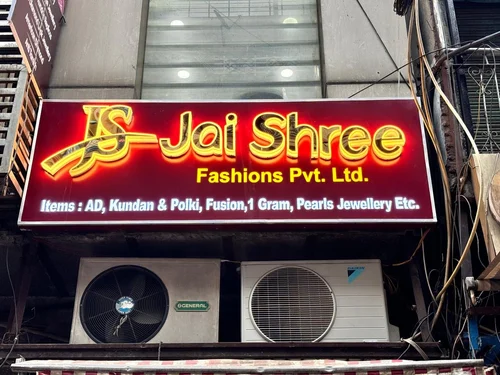 JS Jai Shree
Fashions Pvt. Ltd.
Items : AD, Kundan & Polki, Fusion,1 Gram, Pearls Jewellery Etc.
GENERAL